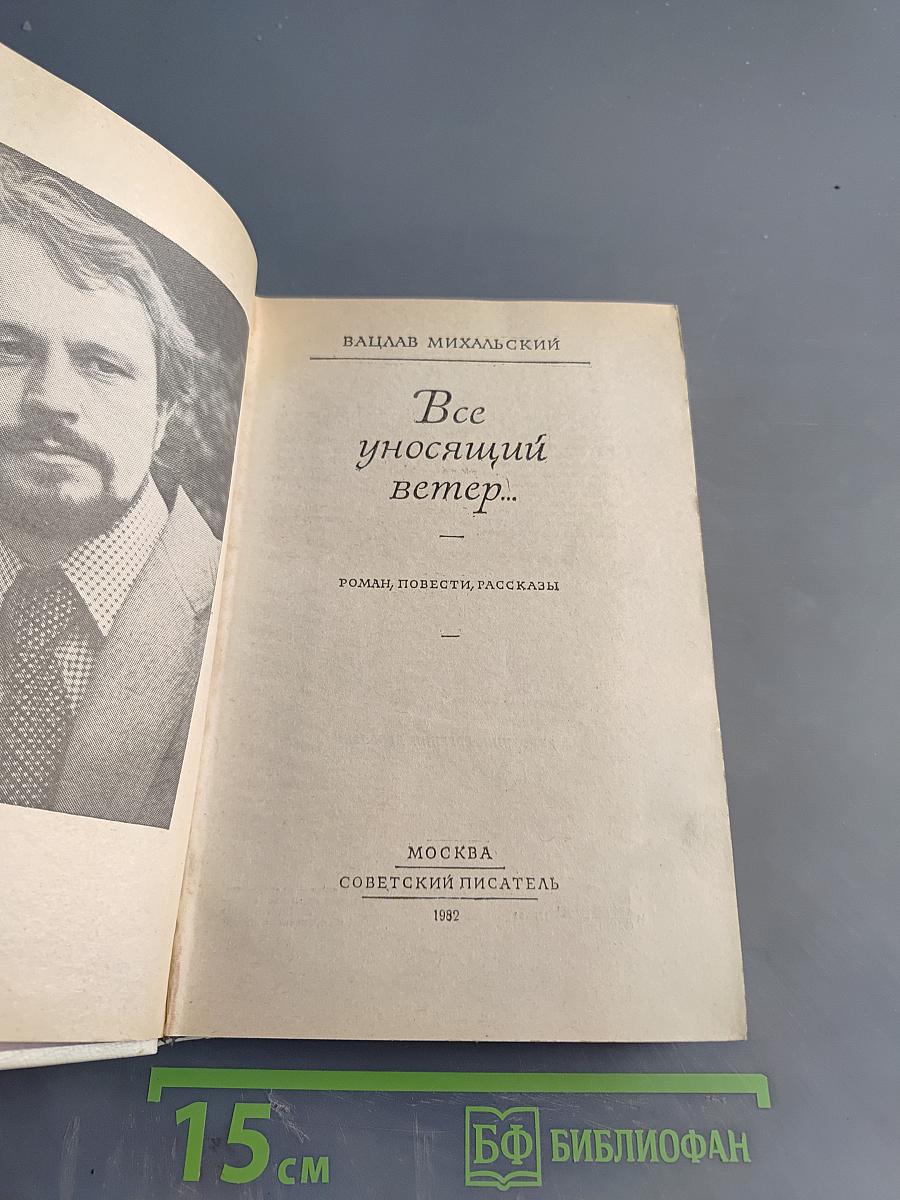 ВАЦЛАВ МИХАЛЬСКИЙ
Все
уносящий
ветер...
РОМАН, ПОВЕСТИ, РАССКАЗЫ
МОСКВА
СОВЕТСКИЙ ПИСАТЕЛЬ
1982
15 см
БФ БИБЛИОФАН